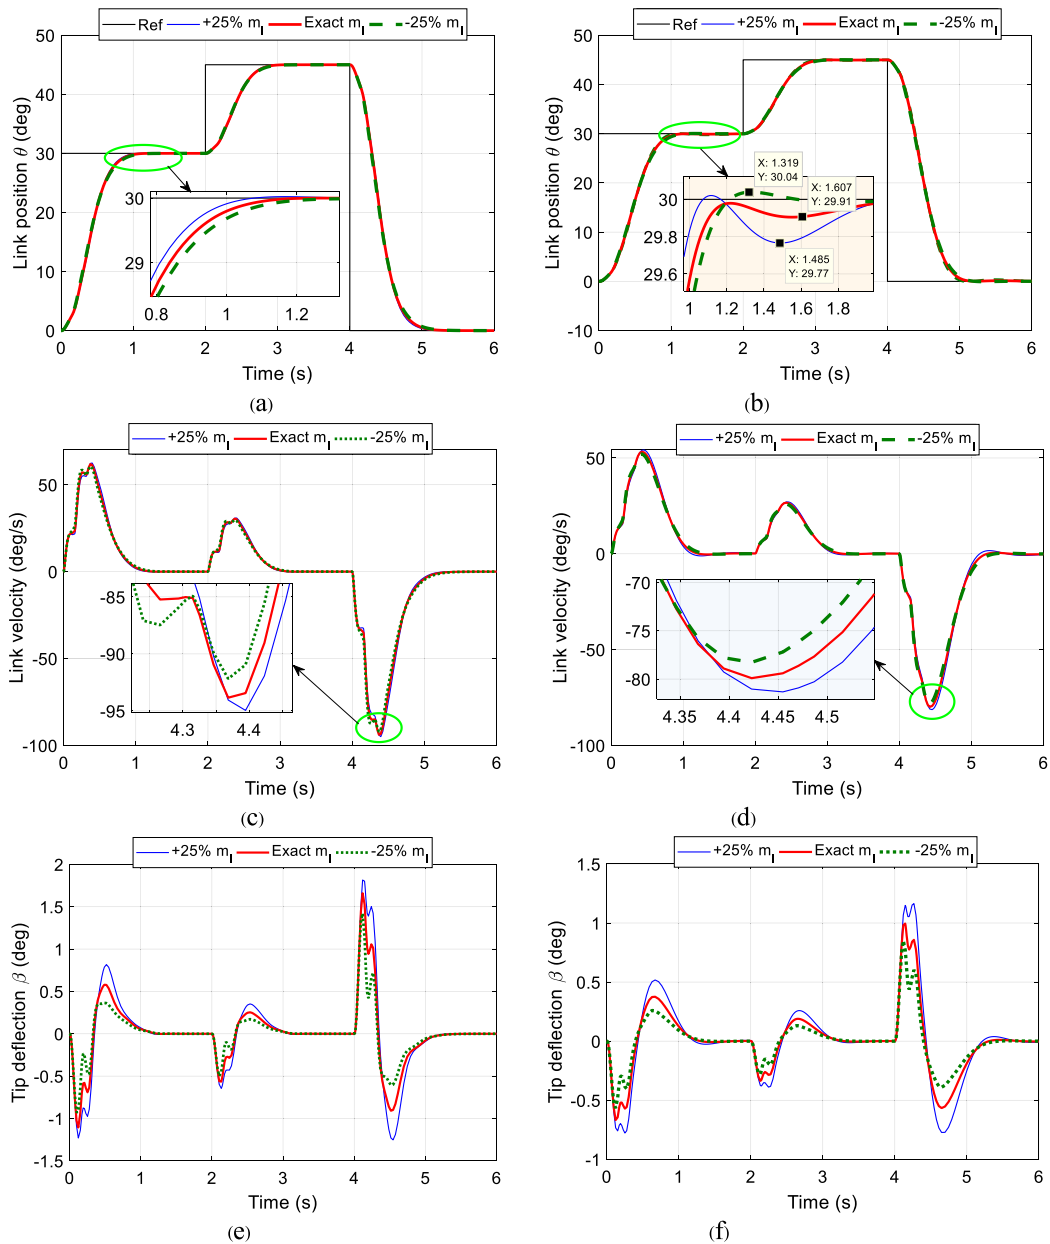 Ref +25% m_l Exact m_l -25% m_l
50
40
30
20
10
0
Link position θ (deg)
30
29
0.8 1 1.2
0 1 2 3 4 5 6
Time (s)
(a)
Ref +25% m_l Exact m_l -25% m_l
50
40
30
20
10
0
-10
Link position θ (deg)
X: 1.319
Y: 30.04
X: 1.607
Y: 29.91
X: 1.485
Y: 29.77
30
29.8
29.6
1 1.2 1.4 1.6 1.8
0 1 2 3 4 5 6
Time (s)
(b)
+25% m_l Exact m_l -25% m_l
50
0
-50
-100
Link velocity (deg/s)
-85
-90
-95
4.3 4.4
0 1 2 3 4 5 6
Time (s)
(c)
+25% m_l Exact m_l -25% m_l
50
0
-50
-100
Link velocity (deg/s)
-70
-75
-80
4.35 4.4 4.45 4.5
0 1 2 3 4 5 6
Time (s)
(d)
+25% m_l Exact m_l -25% m_l
2
1.5
1
0.5
0
-0.5
-1
-1.5
Tip deflection β (deg)
0 1 2 3 4 5 6
Time (s)
(e)
+25% m_l Exact m_l -25% m_l
1.5
1
0.5
0
-0.5
-1
Tip deflection β (deg)
0 1 2 3 4 5 6
Time (s)
(f)